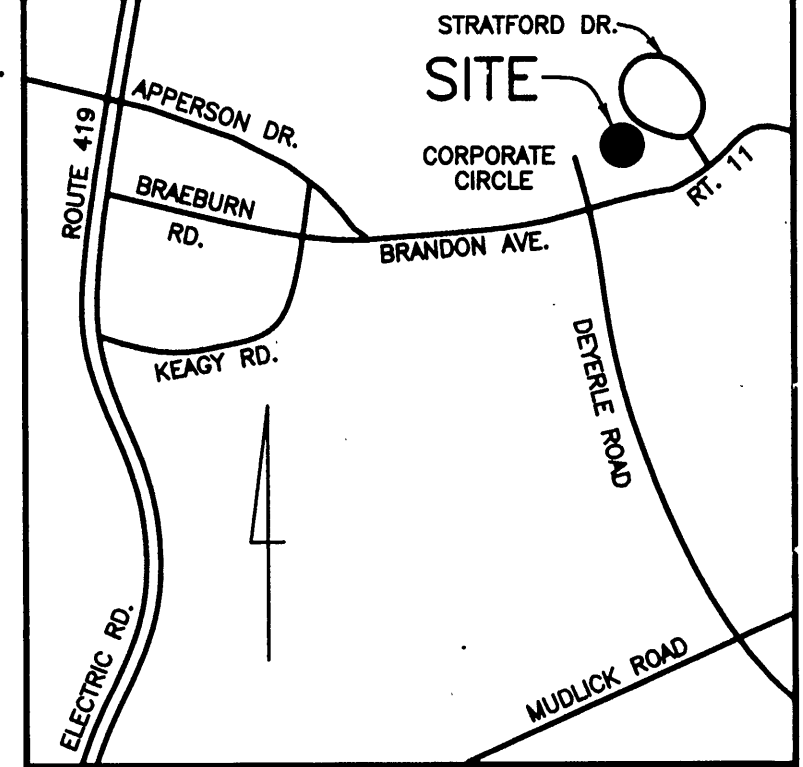 STRATFORD DR.
SITE
APPERSON DR.
ROUTE 419
CORPORATE
CIRCLE
BRAEBURN
RD.
RT. 11
BRANDON AVE.
KEAGY RD.
DEYERLE ROAD
ELECTRIC RD.
MUDLICK ROAD